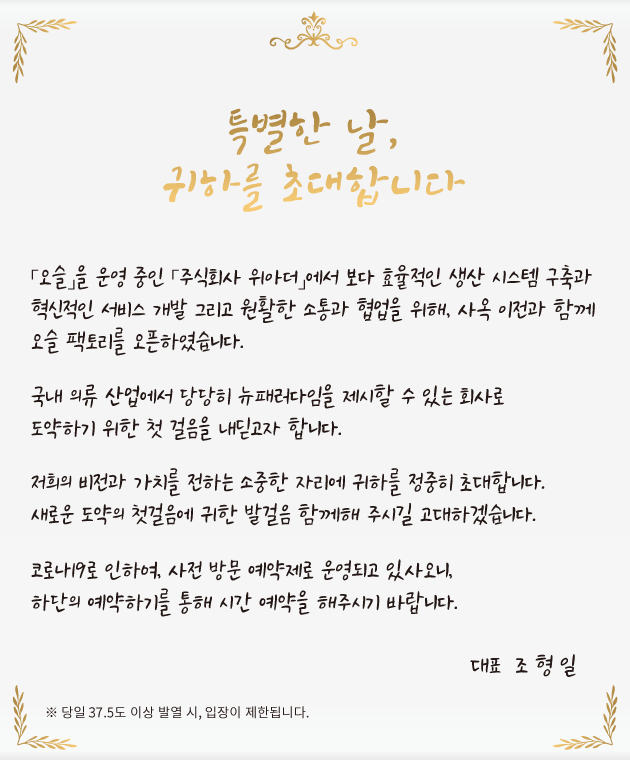 특별한 날,
귀하를 초대합니다
「오슬」을 운영 중인 「주식회사 위아더」에서 보다 효율적인 생산 시스템 구축과
혁신적인 서비스 개발 그리고 원활한 소통과 협업을 위해, 사옥 이전과 함께
오슬 팩토리를 오픈하였습니다.
국내 의류 산업에서 당당히 뉴패러다임을 제시할 수 있는 회사로
도약하기 위한 첫 걸음을 내딛고자 합니다.
저희의 비전과 가치를 전하는 소중한 자리에 귀하를 정중히 초대합니다.
새로운 도약의 첫걸음에 귀한 발걸음 함께해 주시길 고대하겠습니다.
코로나19로 인하여, 사전 방문 예약제로 운영되고 있사오니,
하단의 예약하기를 통해 시간 예약을 해주시기 바랍니다.
대표 조형일
※ 당일 37.5도 이상 발열 시, 입장이 제한됩니다.